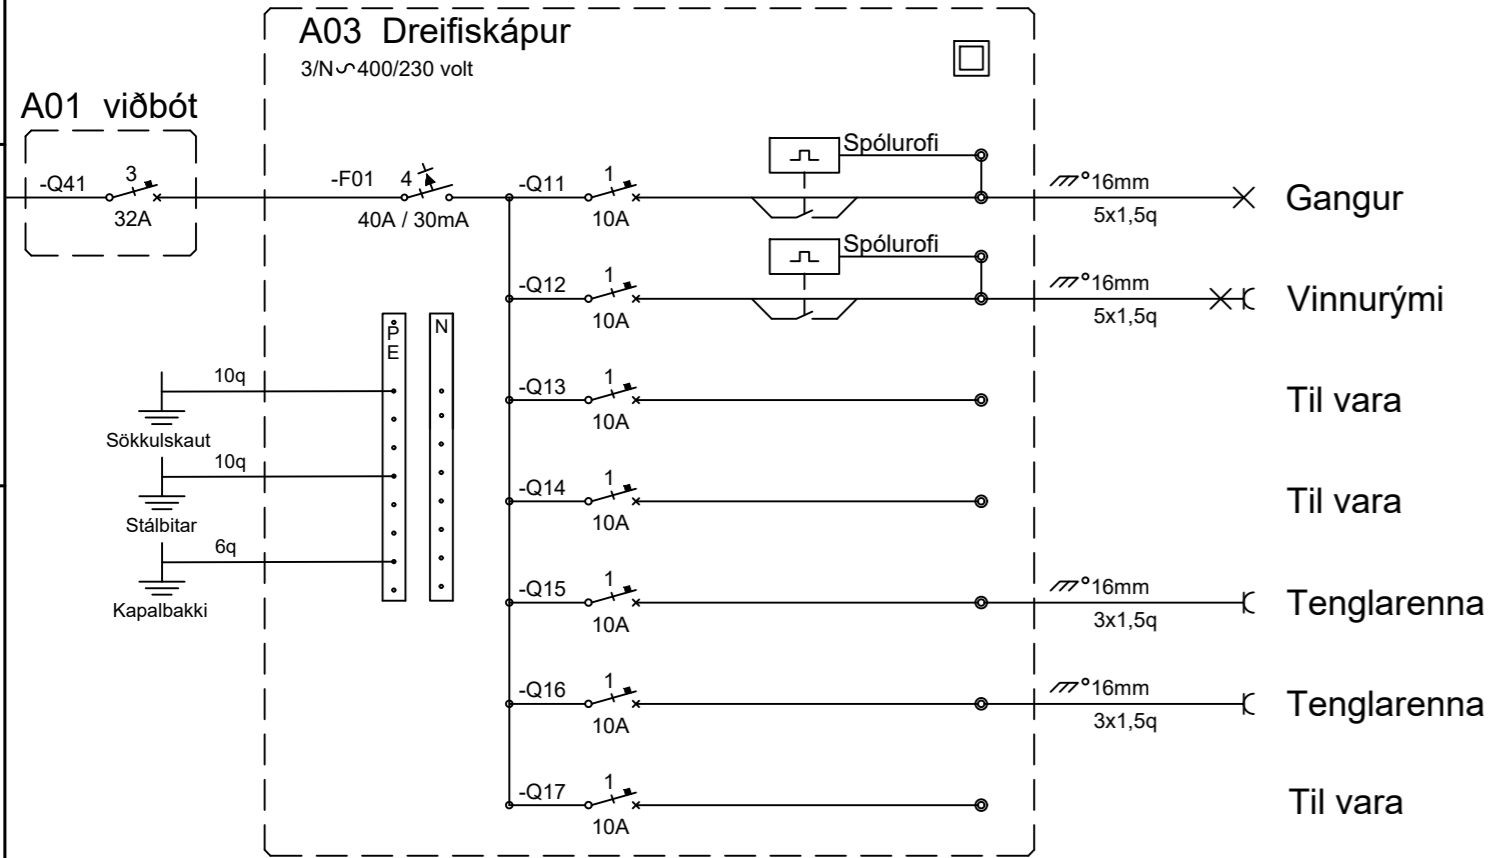 A03 Dreifiskápur
3/N∿400/230 volt
A01 viðbót
-Q41
3
32A
-F01
4
40A / 30mA
-Q11
1
10A
Spólurofi
16mm
5x1,5q
Gangur
-Q12
1
10A
Spólurofi
16mm
5x1,5q
Vinnurými
P
E
N
10q
Sökkulskaut
10q
Stálbitar
6q
Kapalbakki
-Q13
1
10A
Til vara
-Q14
1
10A
Til vara
-Q15
1
10A
16mm
3x1,5q
Tenglarenna
-Q16
1
10A
16mm
3x1,5q
Tenglarenna
-Q17
1
10A
Til vara